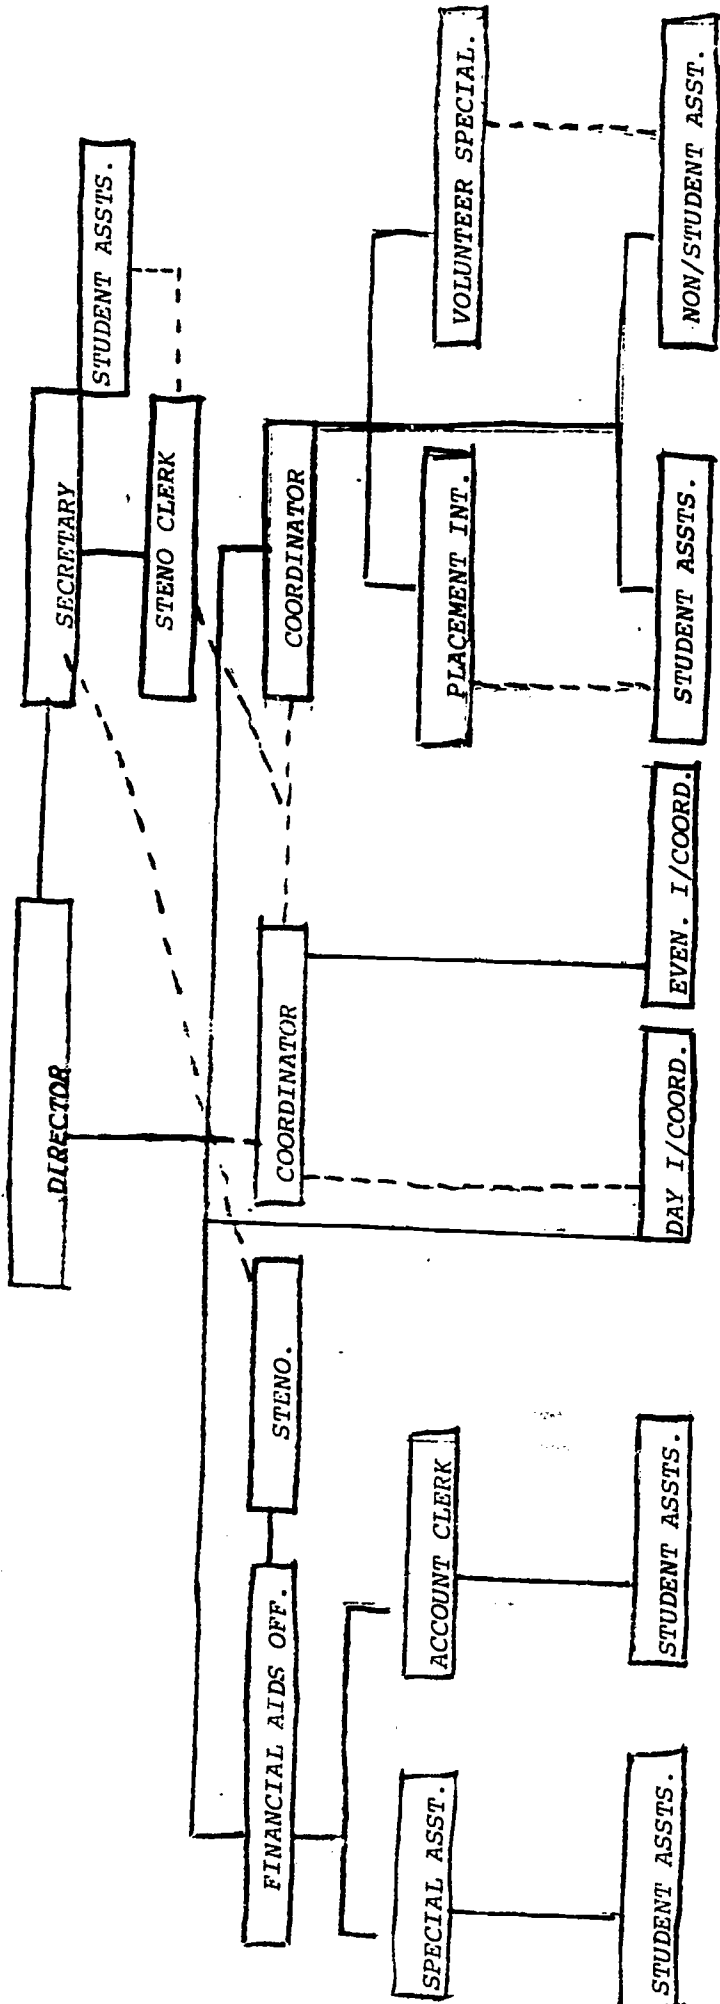 DIRECTOR
SECRETARY
STUDENT ASSTS.
STENO CLERK
FINANCIAL AIDS OFF.
STENO.
COORDINATOR
COORDINATOR
SPECIAL ASST.
ACCOUNT CLERK
PLACEMENT INT.
VOLUNTEER SPECIAL.
STUDENT ASSTS.
STUDENT ASSTS.
DAY I/COORD.
EVEN. I/COORD.
STUDENT ASSTS.
NON/STUDENT ASST.